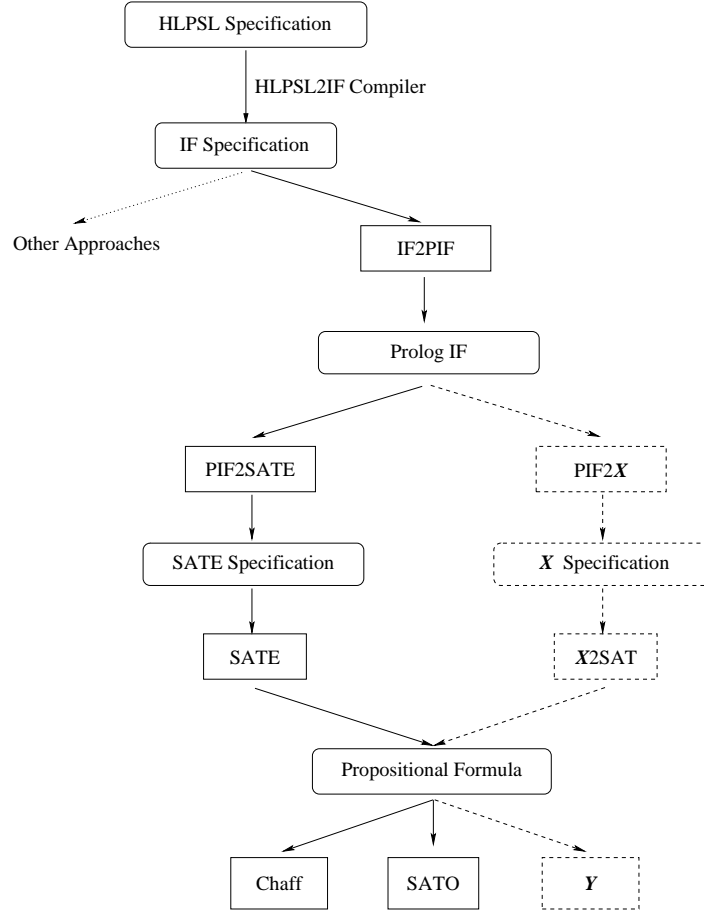 HLPSL Specification
HLPSL2IF Compiler
IF Specification
Other Approaches
IF2PIF
Prolog IF
PIF2SATE
PIF2X
SATE Specification
X Specification
SATE
X2SAT
Propositional Formula
Chaff
SATO
Y